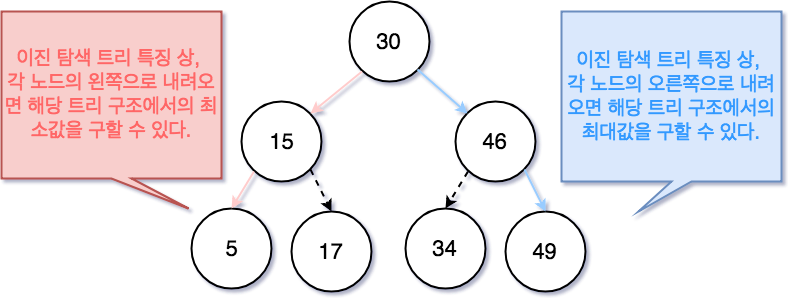 이진 탐색 트리 특징 상,
각 노드의 왼쪽으로 내려오
면 해당 트리 구조에서의 최
소값을 구할 수 있다.
30
이진 탐색 트리 특징 상,
각 노드의 오른쪽으로 내려
오면 해당 트리 구조에서의
최대값을 구할 수 있다.
15
46
5
17
34
49